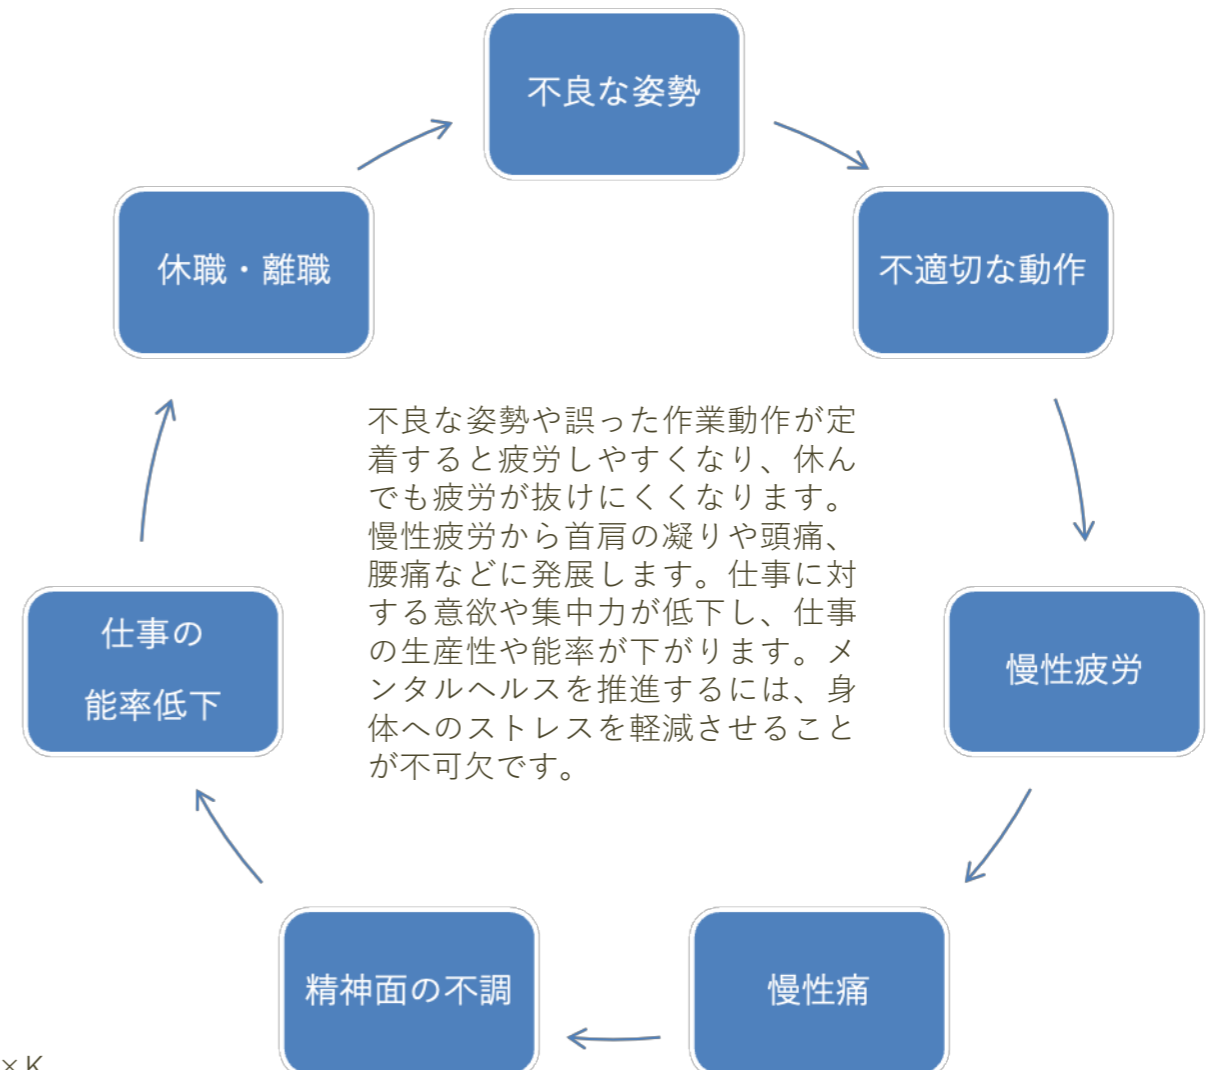 不良な姿勢
不適切な動作
慢性疲労
慢性痛
精神面の不調
仕事の
能率低下
休職・離職
不良な姿勢や誤った作業動作が定
着すると疲労しやすくなり、休ん
でも疲労が抜けにくくなります。
慢性疲労から首肩の凝りや頭痛、
腰痛などに発展します。仕事に対
する意欲や集中力が低下し、仕事
の生産性や能率が下がります。メ
ンタルヘルスを推進するには、身
体へのストレスを軽減させること
が不可欠です。